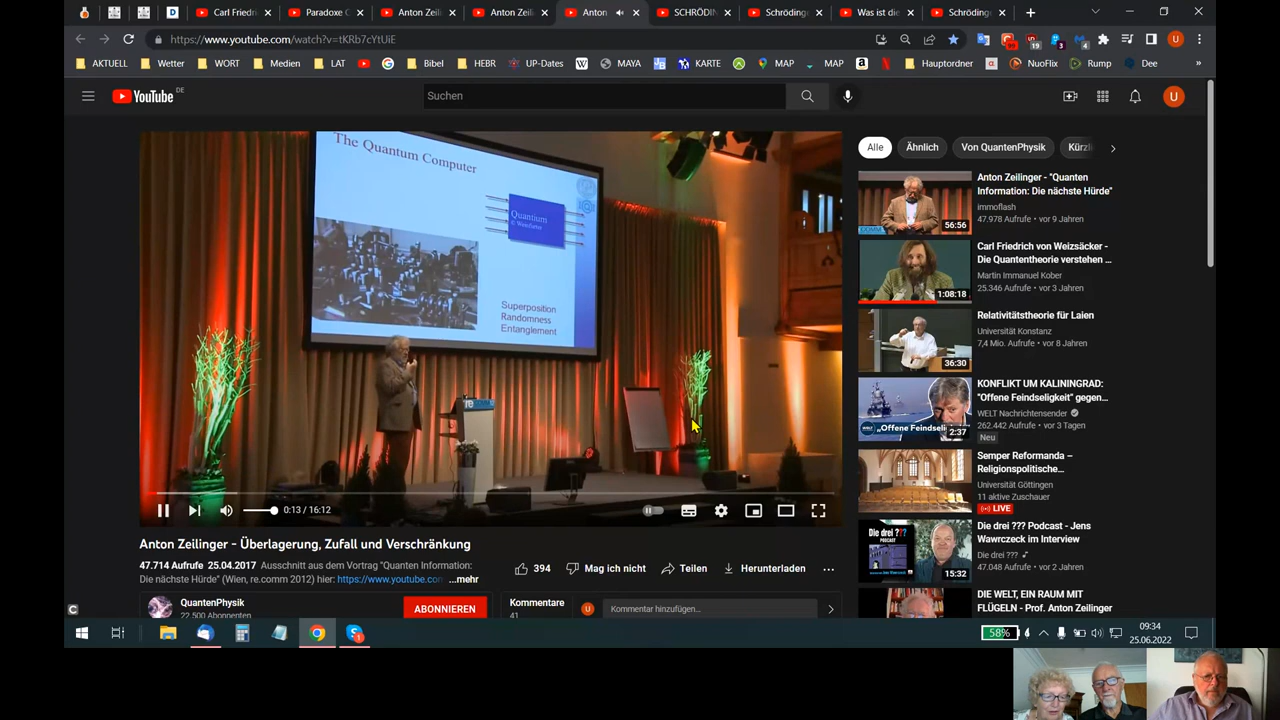 Carl Friedri
Paradoxe C
Anton Zeil
Anton Zeil
Anton
SCHRÖDIN
Schröding
Was ist die
Schröding
https://www.youtube.com/watch?v=tKRb7cYtUiE
AKTUELL
Wetter
WORT
Medien
LAT
Bibel
HEBR
UP-Dates
MAYA
KARTE
MAP
MAP
Hauptordner
NuoFlix
Rump
Dee
YouTube DE
Suchen
The Quantum Computer
Quantium
Superposition
Randomness
Entanglement
re
0:13 / 16:12
Anton Zeilinger - Überlagerung, Zufall und Verschränkung
47.714 Aufrufe 25.04.2017 Ausschnitt aus dem Vortrag "Quanten Information:
Die nächste Hürde" (Wien, re.comm 2012) hier: https://www.youtube.con ...mehr
394
Mag ich nicht
Teilen
Herunterladen
QuantenPhysik
22.500 Abonnenten
ABONNIEREN
Kommentare
41
U
Kommentar hinzufügen...
Alle
Ähnlich
Von QuantenPhysik
Kürzli
Anton Zeilinger - "Quanten
Information: Die nächste Hürde"
immoflash
47.978 Aufrufe • vor 9 Jahren
56:56
Carl Friedrich von Weizsäcker -
Die Quantentheorie verstehen ...
Martin Immanuel Kober
25.346 Aufrufe • vor 3 Jahren
1:08:18
Relativitätstheorie für Laien
Universität Konstanz
7,4 Mio. Aufrufe • vor 8 Jahren
36:30
KONFLIKT UM KALININGRAD:
"Offene Feindseligkeit" gegen...
WELT Nachrichtensender
262.442 Aufrufe • vor 3 Tagen
Neu
„Offene Feindseli
2:37
Semper Reformanda –
Religionspolitische...
Universität Göttingen
11 aktive Zuschauer
LIVE
Die drei ??? Podcast - Jens
Wawrczeck im Interview
Die drei ???
47.048 Aufrufe • vor 2 Jahren
15:32
DIE WELT, EIN RAUM MIT
FLÜGELN - Prof. Anton Zeilinger
58%
09:34
25.06.2022